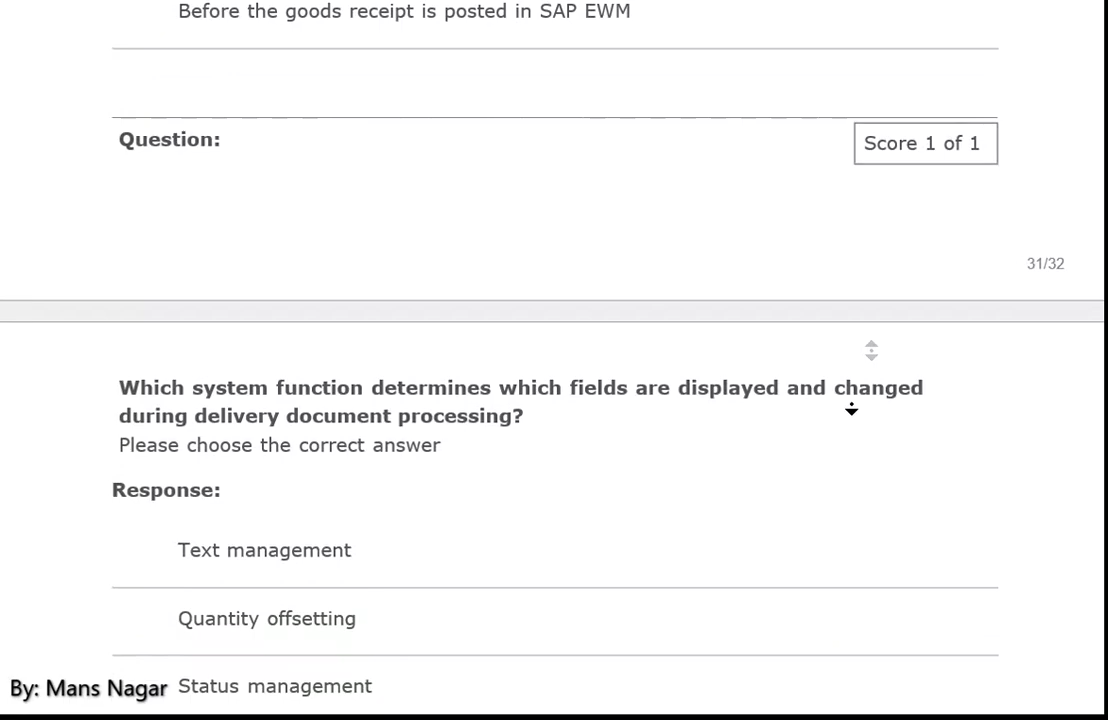 Before the goods receipt is posted in SAP EWM
Question:
Score 1 of 1
31/32
Which system function determines which fields are displayed and changed
during delivery document processing?
Please choose the correct answer
Response:
Text management
Quantity offsetting
Status management
By: Mans Nagar